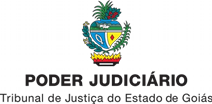 PODER JUDICIÁRIO
Tribunal de Justiça do Estado de Goiás